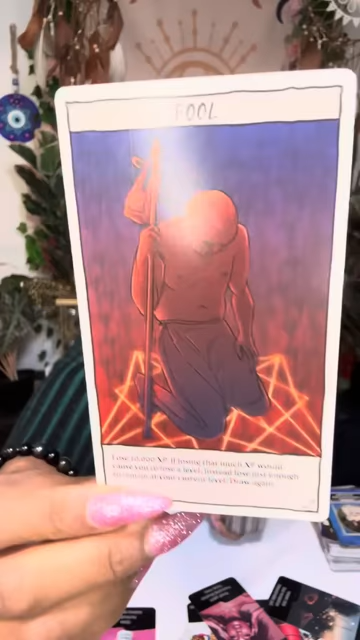 FOOL
Lose 10,000 XP. If losing that much XP would
cause you to lose a level, instead lose just enough
to remain at your current level. Draw again.